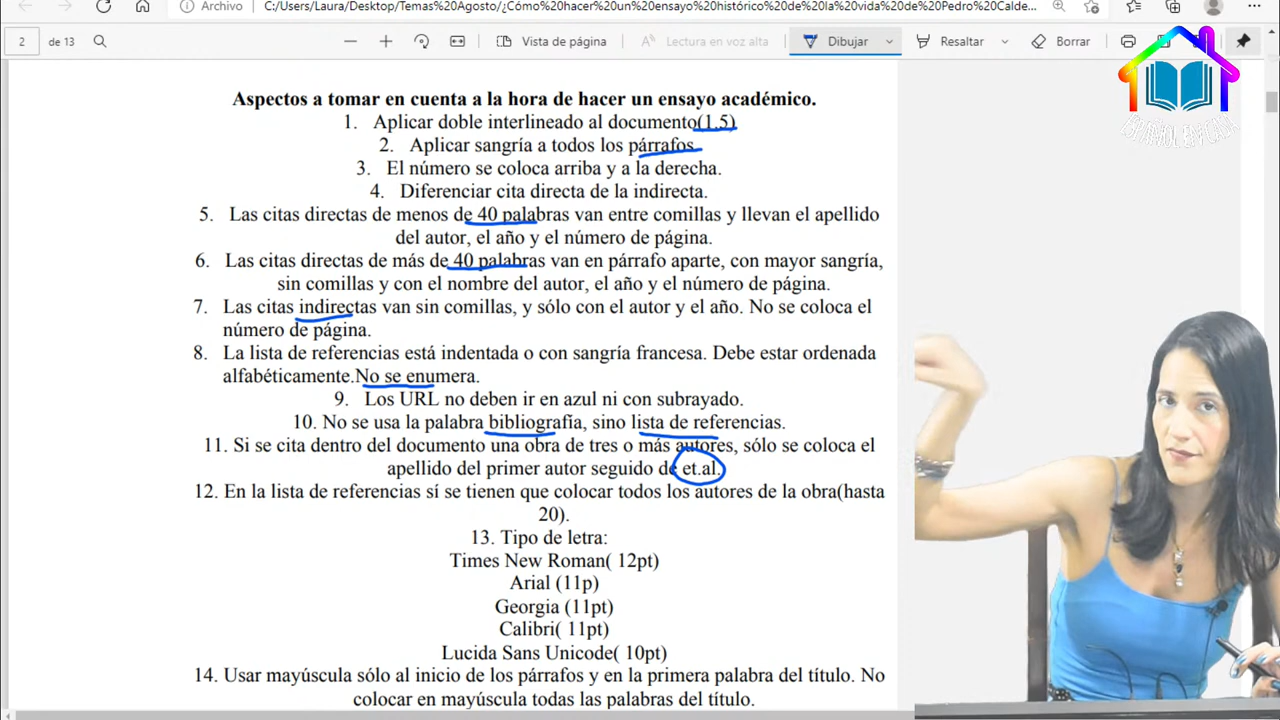 Archivo
C:/Users/Laura/Desktop/Temas%20Agosto/¿Cómo%20hacer%20un%20ensayo%20histórico%20de%20la%20vida%20de%20Pedro%20Calde...
2 de 13
Vista de página
Lectura en voz alta
Dibujar
Resaltar
Borrar
ESPAÑOL EN CASA
Aspectos a tomar en cuenta a la hora de hacer un ensayo académico.
1. Aplicar doble interlineado al documento(1.5)
2. Aplicar sangría a todos los párrafos.
3. El número se coloca arriba y a la derecha.
4. Diferenciar cita directa de la indirecta.
5. Las citas directas de menos de 40 palabras van entre comillas y llevan el apellido
del autor, el año y el número de página.
6. Las citas directas de más de 40 palabras van en párrafo aparte, con mayor sangría,
sin comillas y con el nombre del autor, el año y el número de página.
7. Las citas indirectas van sin comillas, y sólo con el autor y el año. No se coloca el
número de página.
8. La lista de referencias está indentada o con sangría francesa. Debe estar ordenada
alfabéticamente.No se enumera.
9. Los URL no deben ir en azul ni con subrayado.
10. No se usa la palabra bibliografía, sino lista de referencias.
11. Si se cita dentro del documento una obra de tres o más autores, sólo se coloca el
apellido del primer autor seguido de et.al.
12. En la lista de referencias sí se tienen que colocar todos los autores de la obra(hasta
20).
13. Tipo de letra:
Times New Roman( 12pt)
Arial (11p)
Georgia (11pt)
Calibri( 11pt)
Lucida Sans Unicode( 10pt)
14. Usar mayúscula sólo al inicio de los párrafos y en la primera palabra del título. No
colocar en mayúscula todas las palabras del título.